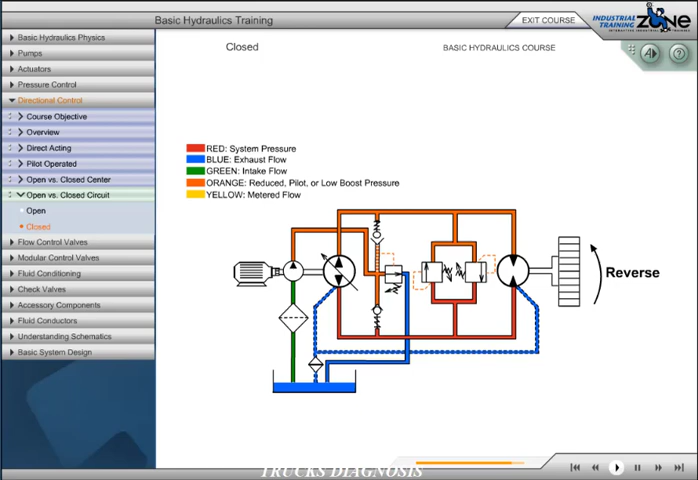 Basic Hydraulics Training
EXIT COURSE
INDUSTRIAL
TRAINING
ZONE
Basic Hydraulics Physics
Pumps
Actuators
Pressure Control
Directional Control
Course Objective
Overview
Direct Acting
Pilot Operated
Open vs. Closed Center
Open vs. Closed Circuit
Open
Closed
Flow Control Valves
Modular Control Valves
Fluid Conditioning
Check Valves
Accessory Components
Fluid Conductors
Understanding Schematics
Basic System Design
Closed
BASIC HYDRAULICS COURSE
A
?
RED: System Pressure
BLUE: Exhaust Flow
GREEN: Intake Flow
ORANGE: Reduced, Pilot, or Low Boost Pressure
YELLOW: Metered Flow
Reverse
TRUCKS DIAGNOSIS